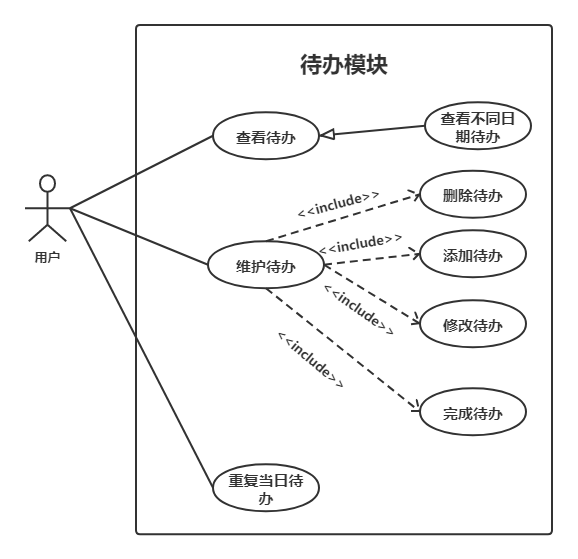 待办模块
查看待办
查看不同日
期待办
<<include>>
删除待办
用户
维护待办
<<include>>
添加待办
<<include>>
修改待办
<<include>>
完成待办
重复当日待
办